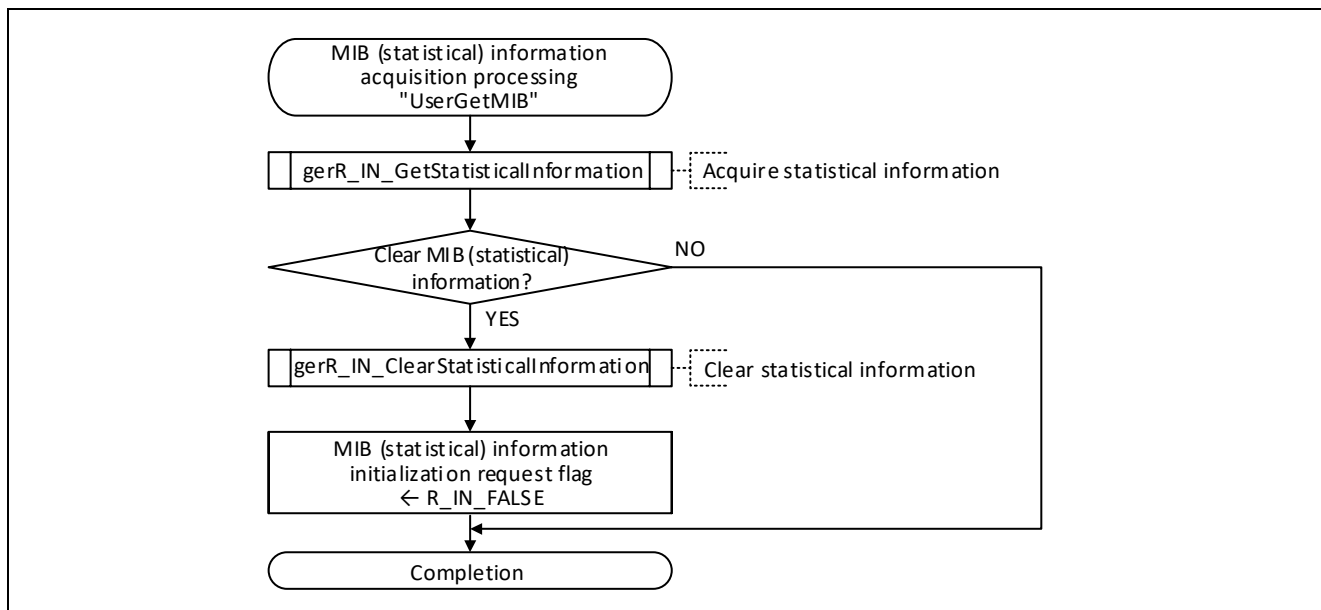 MIB (statistical) information
acquisition processing
"UserGetMIB"
gerR_IN_GetStatisticalInformation
Acquire statistical information
Clear MIB (statistical)
information?
NO
YES
gerR_IN_ClearStatisticalInformation
Clear statistical information
MIB (statistical) information
initialization request flag
← R_IN_FALSE
Completion